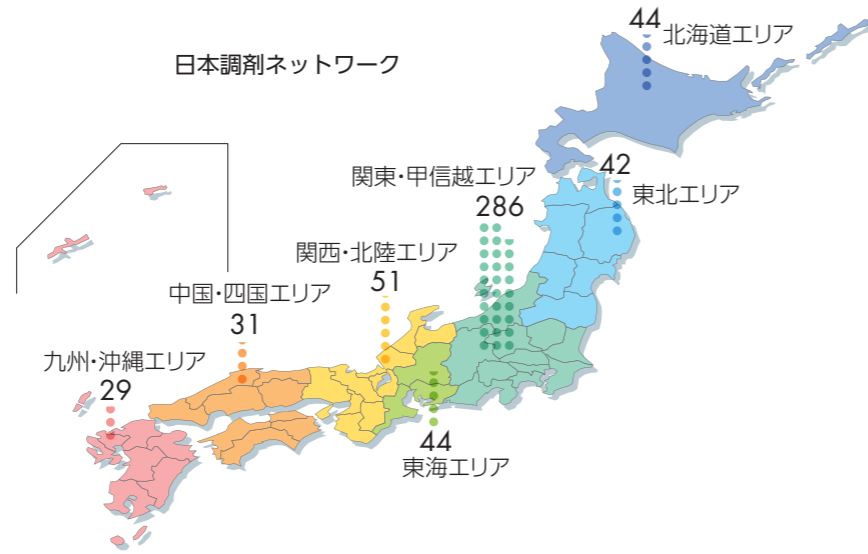 日本調剤ネットワーク
44
北海道エリア
42
東北エリア
関東・甲信越エリア
286
関西・北陸エリア
51
中国・四国エリア
31
九州・沖縄エリア
29
44
東海エリア